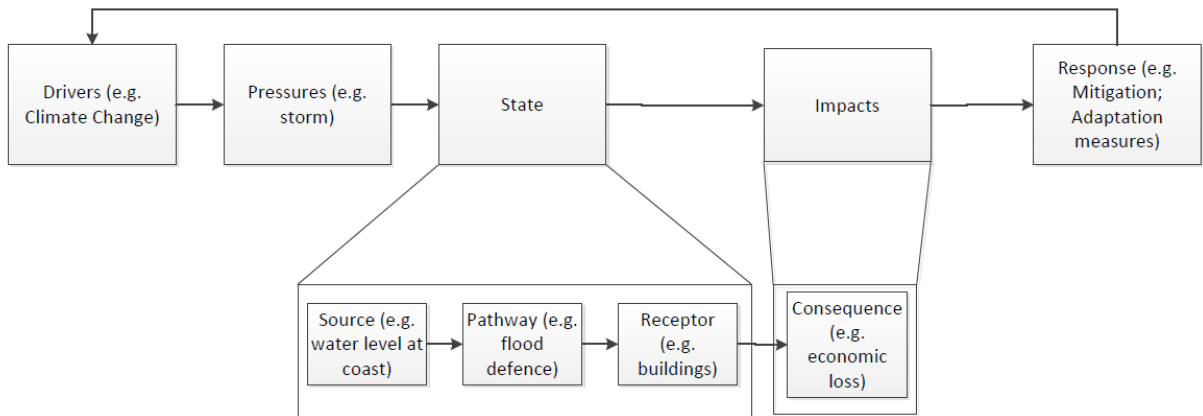 Drivers (e.g.
Climate Change)
Pressures (e.g.
storm)
State
Impacts
Response (e.g.
Mitigation;
Adaptation
measures)
Source (e.g.
water level at
coast)
Pathway (e.g.
flood
defence)
Receptor
(e.g.
buildings)
Consequence
(e.g.
economic
loss)